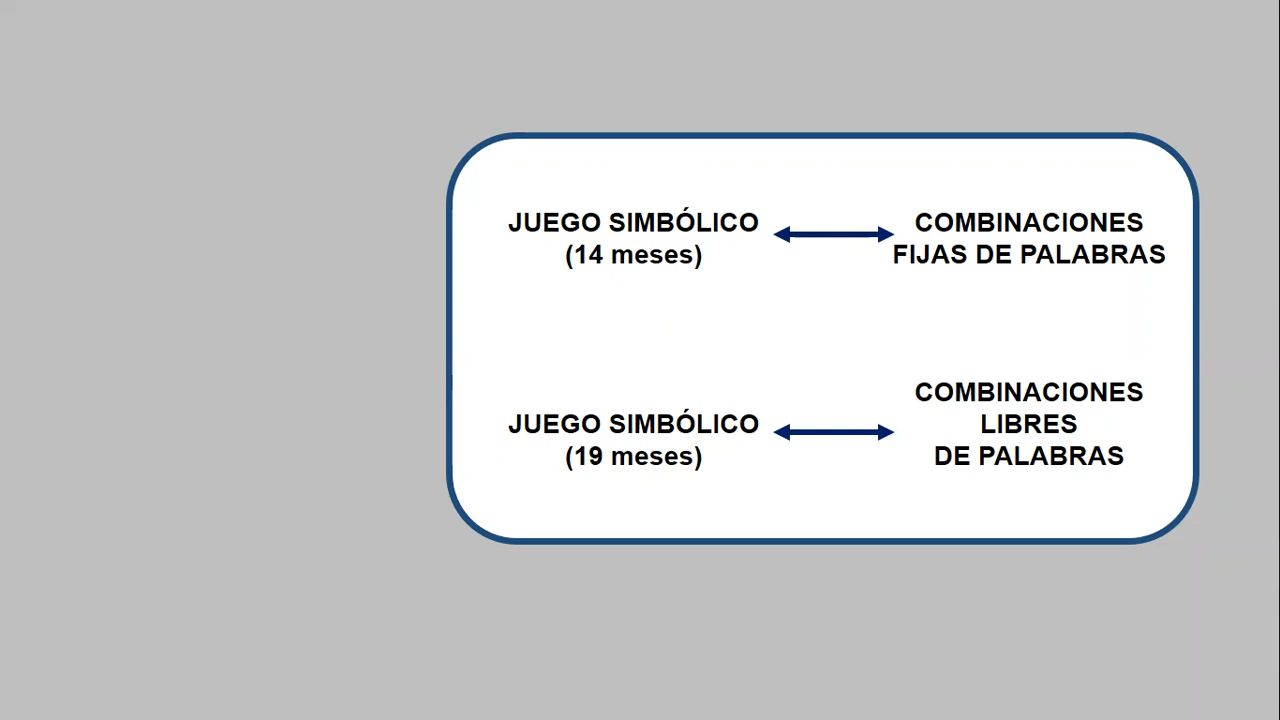 JUEGO SIMBÓLICO
(14 meses)
COMBINACIONES
FIJAS DE PALABRAS
JUEGO SIMBÓLICO
(19 meses)
COMBINACIONES
LIBRES
DE PALABRAS